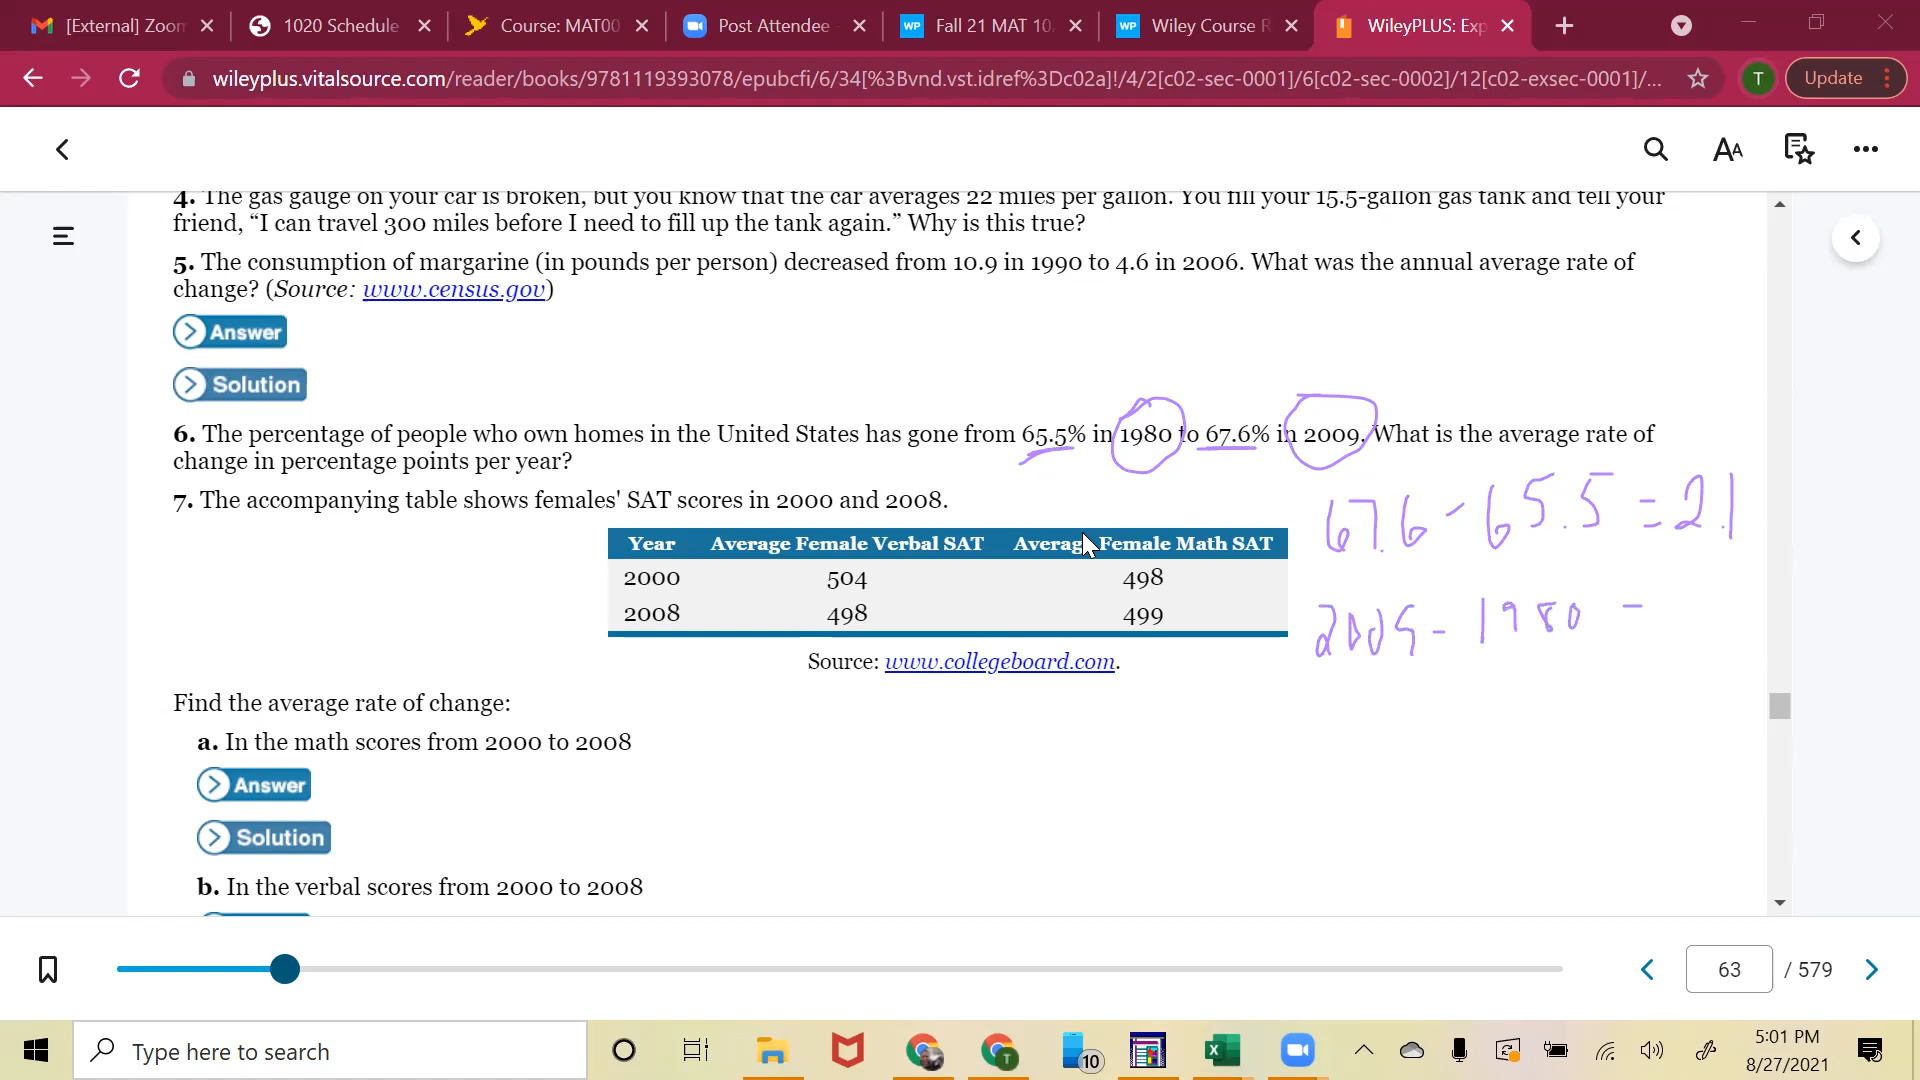 [External] Zoom
1020 Schedule
Course: MAT00
Post Attendee -
WP Fall 21 MAT 10
WP Wiley Course R
WileyPLUS: Exp
wileyplus.vitalsource.com/reader/books/9781119393078/epubcfi/6/34[%3Bvnd.vst.idref%3Dc02a]!/4/2[c02-sec-0001]/6[c02-sec-0002]/12[c02-exsec-0001]/...
T
Update
AA
4. The gas gauge on your car is broken, but you know that the car averages 22 miles per gallon. You fill your 15.5-gallon gas tank and tell your
friend, “I can travel 300 miles before I need to fill up the tank again.” Why is this true?
5. The consumption of margarine (in pounds per person) decreased from 10.9 in 1990 to 4.6 in 2006. What was the annual average rate of
change? (Source: www.census.gov)
Answer
Solution
6. The percentage of people who own homes in the United States has gone from 65.5% in 1980 to 67.6% in 2009. What is the average rate of
change in percentage points per year?
67.6 - 65.5 = 2.1
7. The accompanying table shows females' SAT scores in 2000 and 2008.
Year Average Female Verbal SAT Average Female Math SAT
2000 504 498
2008 498 499
2009 - 1980 =
Source: www.collegeboard.com.
Find the average rate of change:
a. In the math scores from 2000 to 2008
Answer
Solution
b. In the verbal scores from 2000 to 2008
63 / 579
Type here to search
T
10
X
5:01 PM
8/27/2021